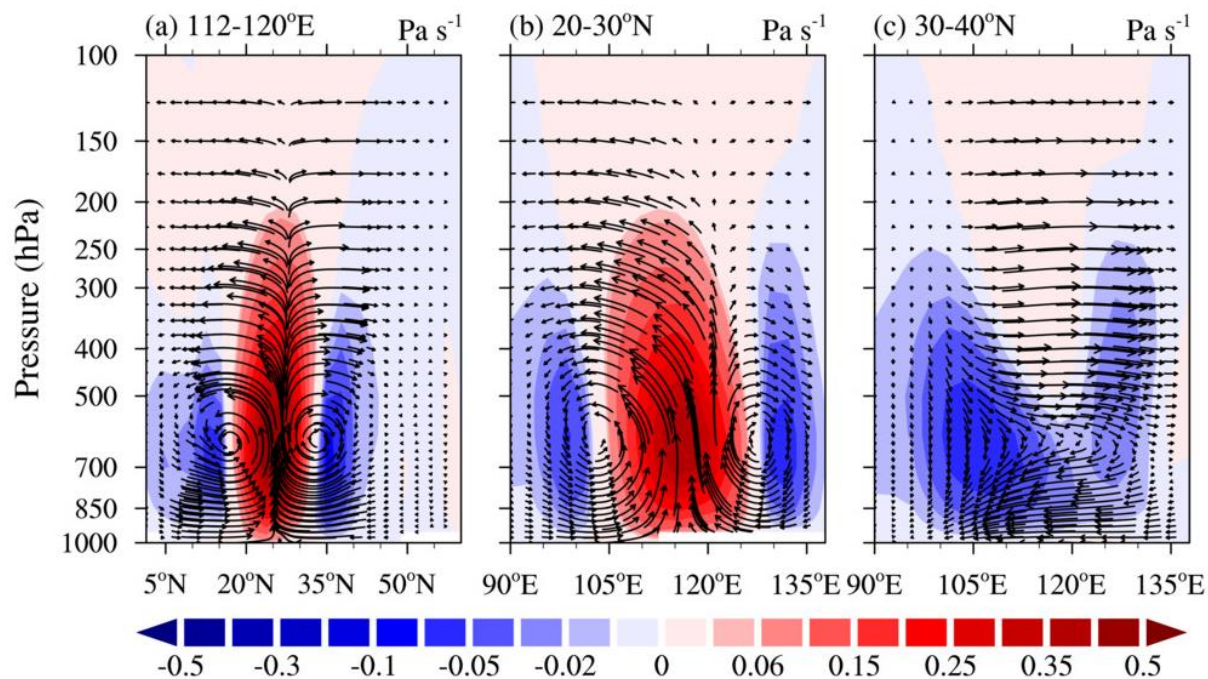 (a) 112-120°E Pa s⁻¹ (b) 20-30°N Pa s⁻¹ (c) 30-40°N Pa s⁻¹
100
150
200
250
300
400
500
700
850
1000
Pressure (hPa)
5°N 20°N 35°N 50°N 90°E 105°E 120°E 135°E 90°E 105°E 120°E 135°E
-0.5 -0.3 -0.1 -0.05 -0.02 0 0.06 0.15 0.25 0.35 0.5